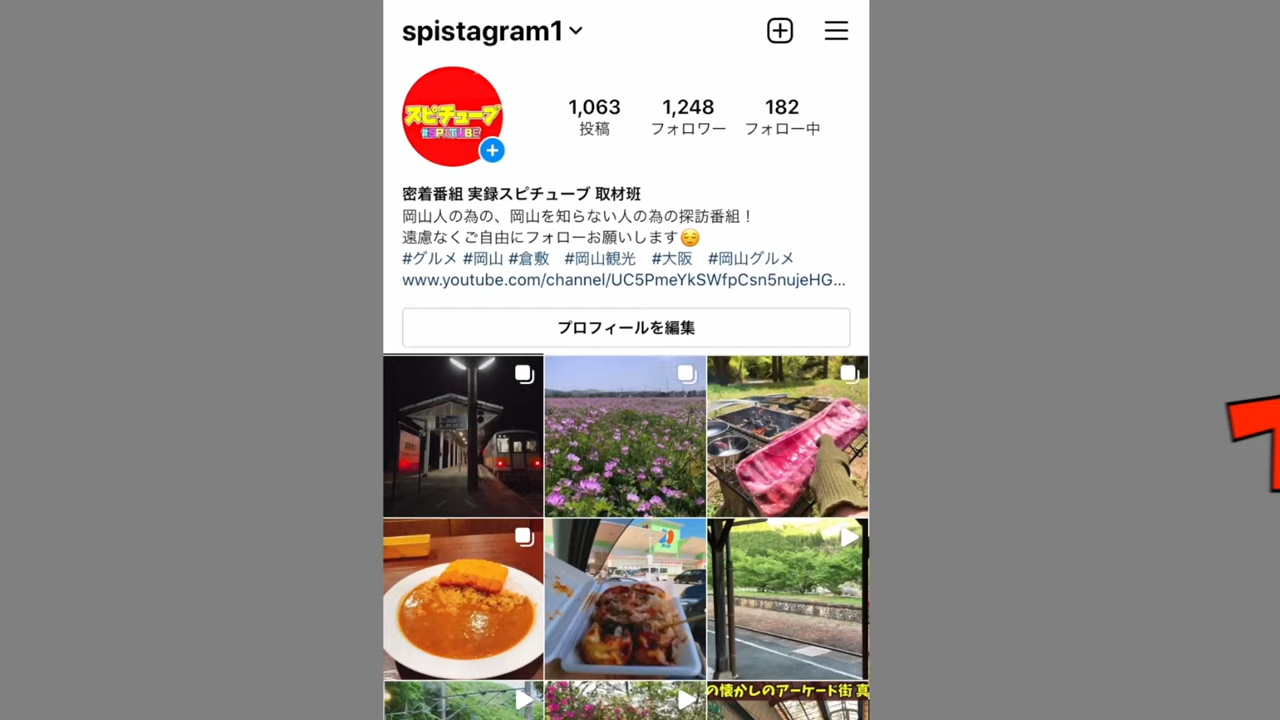 spistagram1
スピチューブ
#SPITUBE
1,063
投稿
1,248
フォロワー
182
フォロー中
密着番組 実録スピチューブ 取材班
岡山人の為の、岡山を知らない人の為の探訪番組！
遠慮なくご自由にフォローお願いします😌
#グルメ #岡山 #倉敷　#岡山観光　#大阪　#岡山グルメ
www.youtube.com/channel/UC5PmeYkSWfpCsn5nujeHG...
プロフィールを編集
の懐かしのアーケード街 真